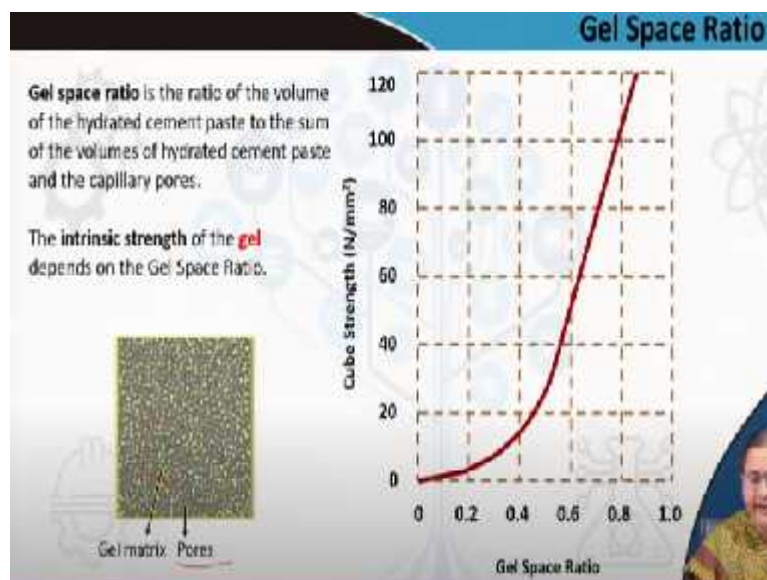 Gel Space Ratio
Gel space ratio is the ratio of the volume
of the hydrated cement paste to the sum
of the volumes of hydrated cement paste
and the capillary pores.
The intrinsic strength of the gel
depends on the Gel Space Ratio.
Gel matrix Pores
Cube Strength (N/mm²)
120
100
80
60
40
20
0
0 0.2 0.4 0.6 0.8 1.0
Gel Space Ratio